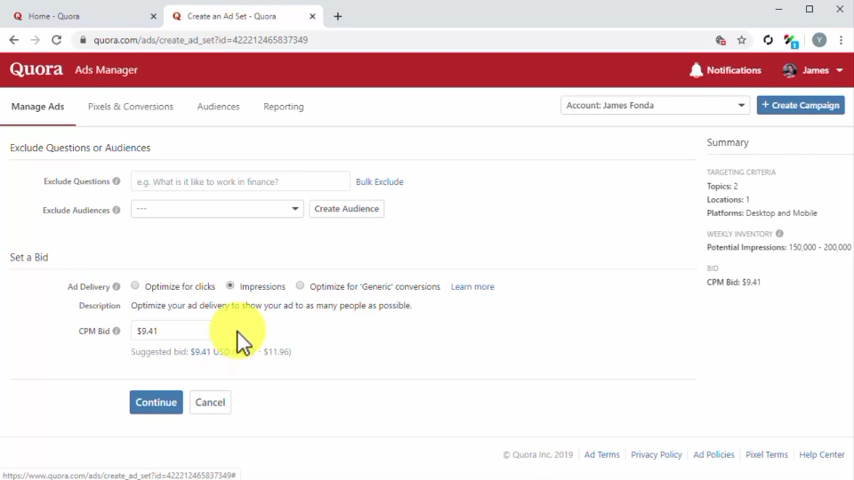 Home - Quora
Create an Ad Set - Quora
quora.com/ads/create_ad_set?id=422212465837349
Y
Quora Ads Manager
Notifications
James
Manage Ads
Pixels & Conversions
Audiences
Reporting
Account: James Fonda
+ Create Campaign
Exclude Questions or Audiences
Exclude Questions
e.g. What is it like to work in finance?
Bulk Exclude
Exclude Audiences
---
Create Audience
Set a Bid
Ad Delivery
Optimize for clicks
Impressions
Optimize for 'Generic' conversions
Learn more
Description
Optimize your ad delivery to show your ad to as many people as possible.
CPM Bid
$9.41
Suggested bid: $9.41 USD - $11.96)
Continue
Cancel
Summary
TARGETING CRITERIA
Topics: 2
Locations: 1
Platforms: Desktop and Mobile
WEEKLY INVENTORY
Potential Impressions: 150,000 - 200,000
BID
CPM Bid: $9.41
© Quora Inc. 2019
Ad Terms
Privacy Policy
Ad Policies
Pixel Terms
Help Center
https://www.quora.com/ads/create_ad_set?id=422212465837349#